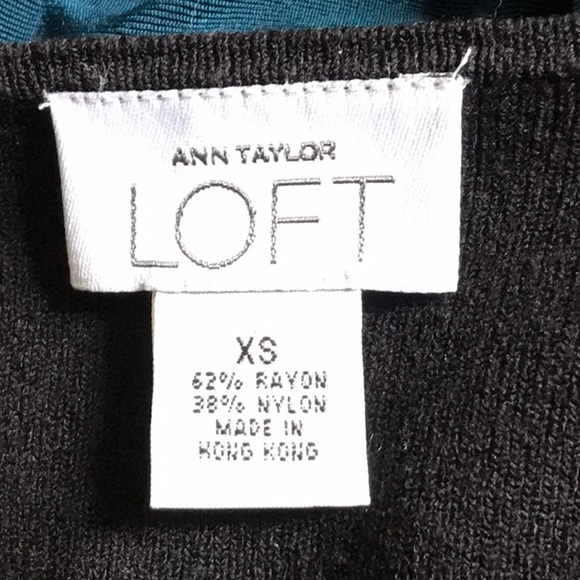 ANN TAYLOR
LOFT
XS
62% RAYON
38% NYLON
MADE IN
HONG KONG